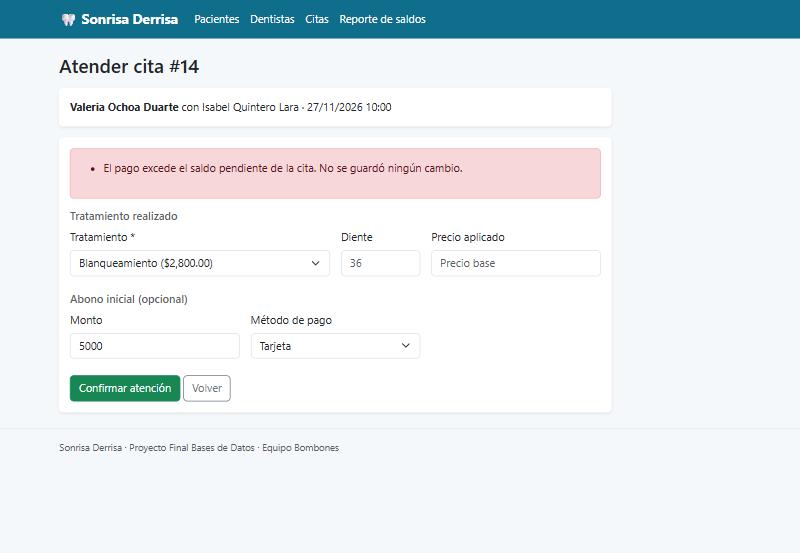 Sonrisa Derrisa Pacientes Dentistas Citas Reporte de saldos
Atender cita #14
Valeria Ochoa Duarte con Isabel Quintero Lara · 27/11/2026 10:00
• El pago excede el saldo pendiente de la cita. No se guardó ningún cambio.
Tratamiento realizado
Tratamiento * Diente Precio aplicado
Blanqueamiento ($2,800.00) 36 Precio base
Abono inicial (opcional)
Monto Método de pago
5000 Tarjeta
Confirmar atención Volver
Sonrisa Derrisa · Proyecto Final Bases de Datos · Equipo Bombones